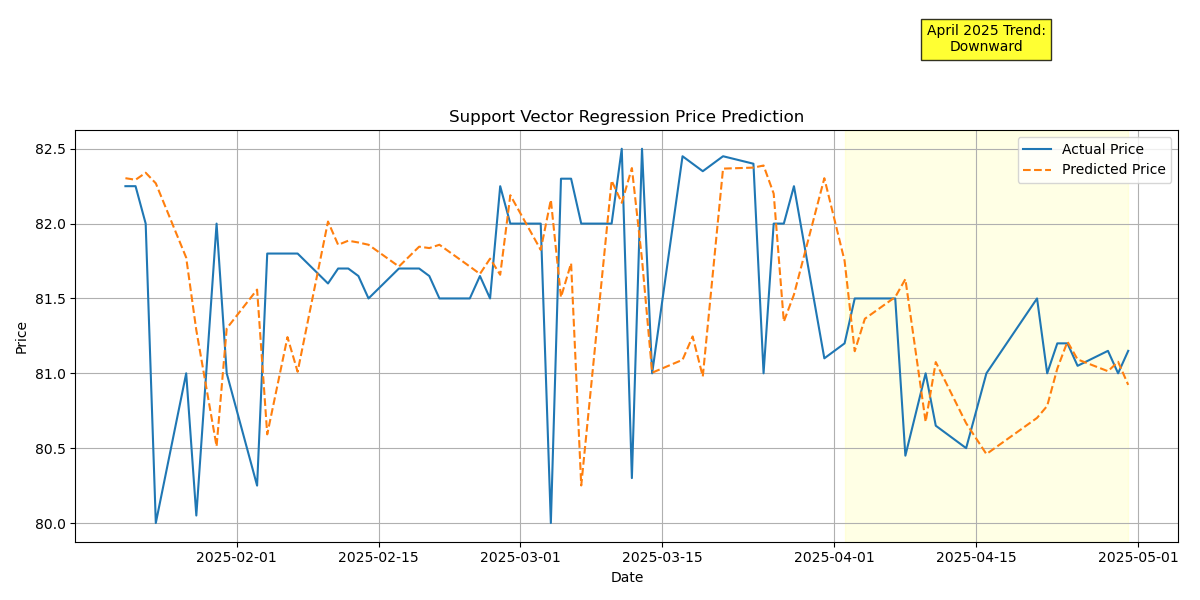 April 2025 Trend:
Downward
Support Vector Regression Price Prediction
Actual Price
Predicted Price
82.5
82.0
81.5
81.0
80.5
80.0
Price
2025-02-01
2025-02-15
2025-03-01
2025-03-15
2025-04-01
2025-04-15
2025-05-01
Date